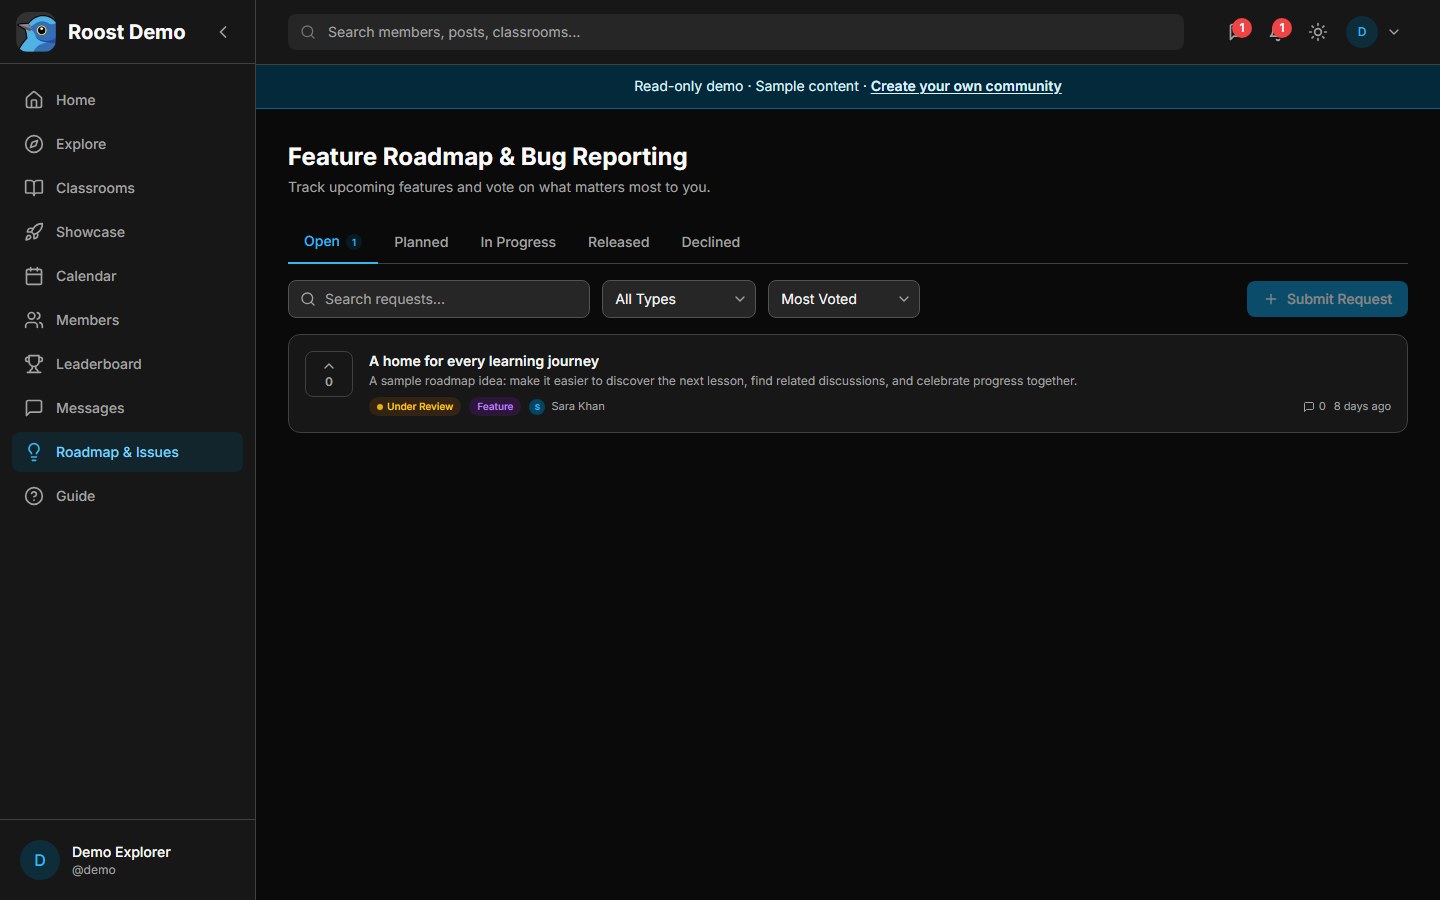 Roost Demo
Search members, posts, classrooms...
1
1
D
Read-only demo · Sample content · Create your own community
Home
Explore
Classrooms
Showcase
Calendar
Members
Leaderboard
Messages
Roadmap & Issues
Guide
Feature Roadmap & Bug Reporting
Track upcoming features and vote on what matters most to you.
Open 1 Planned In Progress Released Declined
Search requests... All Types Most Voted + Submit Request
0
A home for every learning journey
A sample roadmap idea: make it easier to discover the next lesson, find related discussions, and celebrate progress together.
Under Review Feature S Sara Khan 0 8 days ago
D
Demo Explorer
@demo